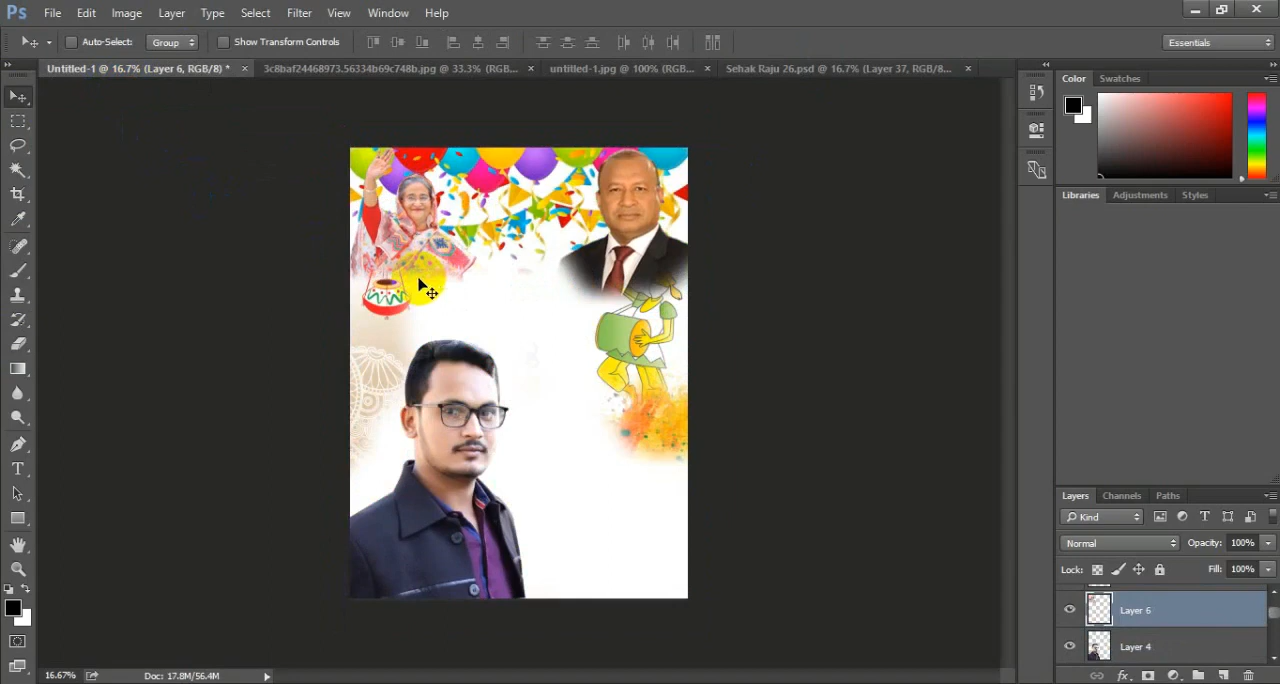 Ps File Edit Image Layer Type Select Filter View Window Help
Auto-Select: Group Show Transform Controls Essentials
Untitled-1 @ 16.7% (Layer 6, RGB/8) * × 3c8baf24468973.56334b69c748b.jpg @ 33.3% (RGB... × untitled-1.jpg @ 100% (RGB... × Sehak Raju 26.psd @ 16.7% (Layer 37, RGB/8... ×
Color Swatches
Libraries Adjustments Styles
Layers Channels Paths
Kind
Normal Opacity: 100%
Lock: Fill: 100%
Layer 6
Layer 4
16.67% Doc: 17.8M/56.4M